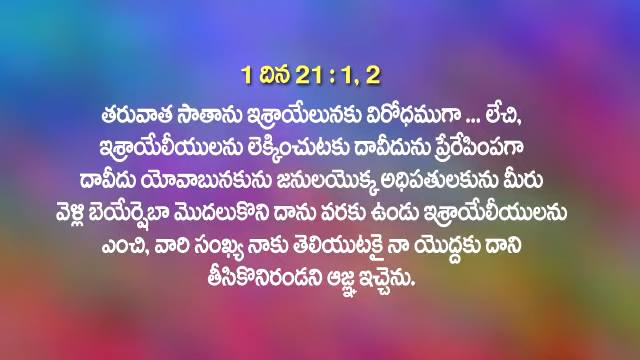 1 దిన 21 : 1, 2
తరువాత సాతాను ఇశ్రాయేలునకు విరోధముగా ... లేచి,
ఇశ్రాయేలీయులను లెక్కించుటకు దావీదును ప్రేరేపింపగా
దావీదు యోవాబునకును జనులయొక్క అధిపతులకును మీరు
వెళ్లి బెయేర్షెబా మొదలుకొని దాను వరకు ఉండు ఇశ్రాయేలీయులను
ఎంచి, వారి సంఖ్య నాకు తెలియుటకై నా యొద్దకు దాని
తీసికొనిరండని ఆజ్ఞ ఇచ్చెను.